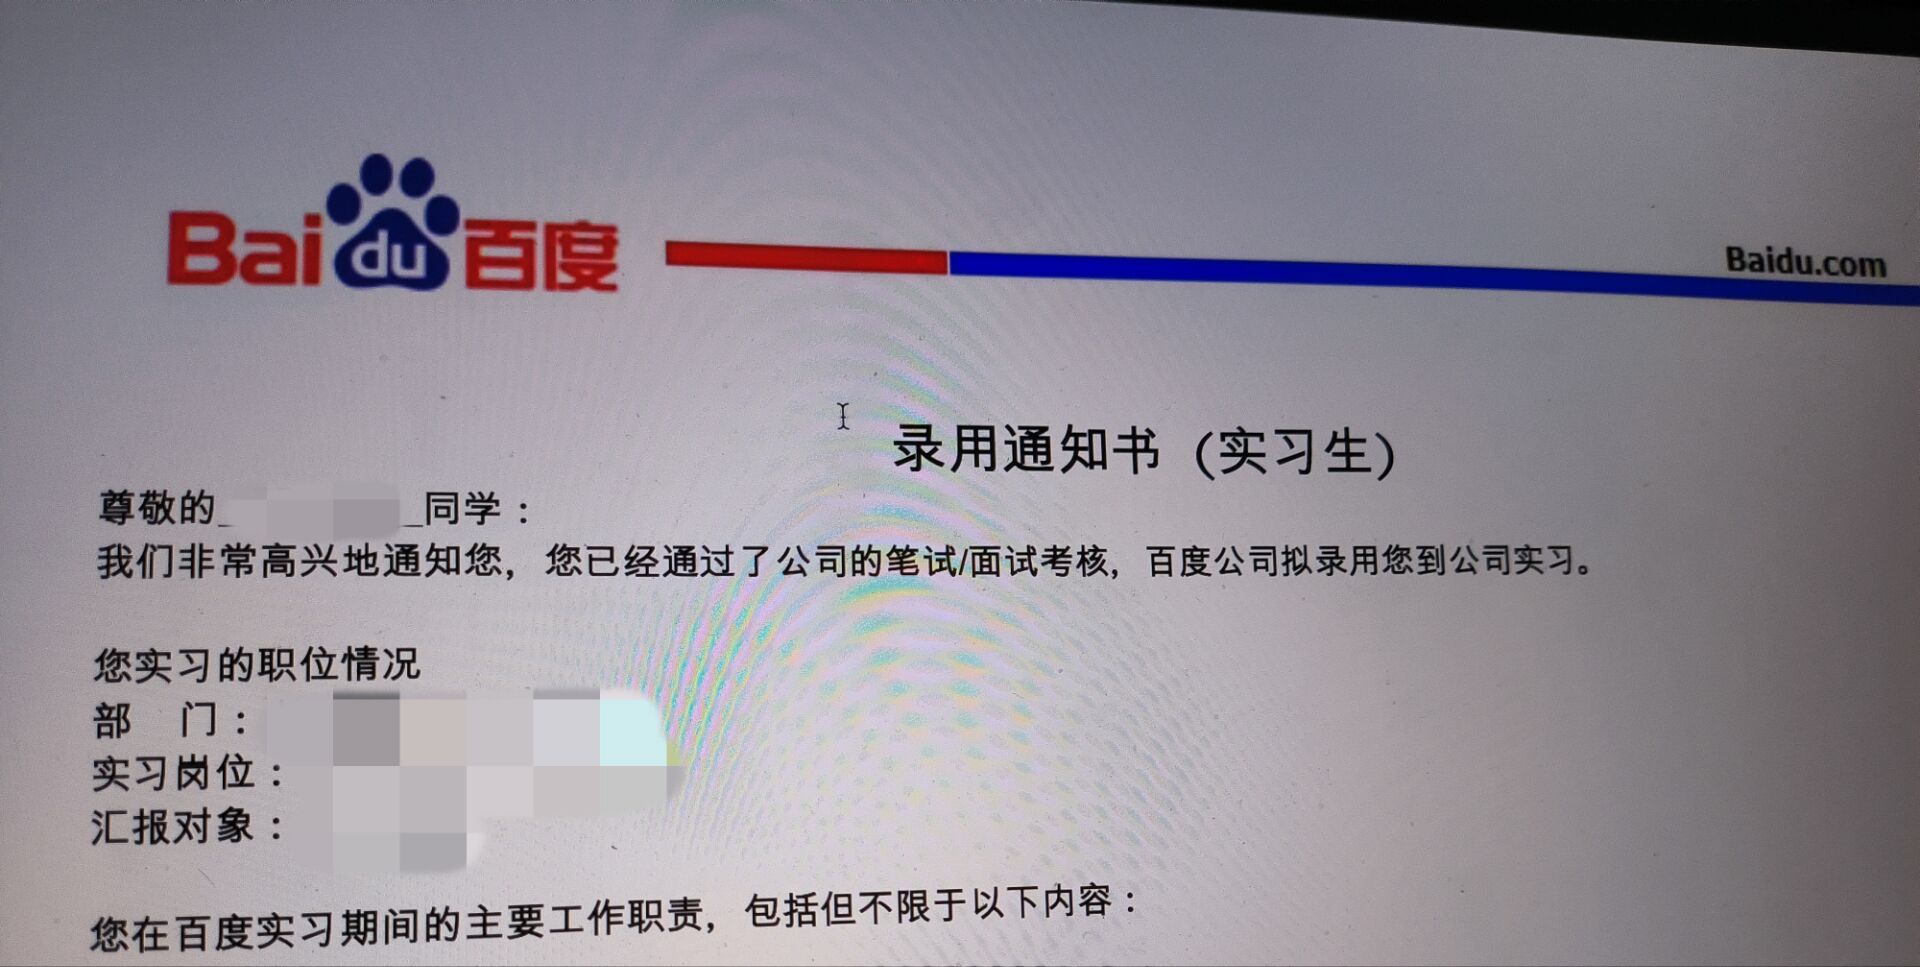 Baidu百度
Baidu.com
录用通知书（实习生）
尊敬的 同学：
我们非常高兴地通知您，您已经通过了公司的笔试/面试考核，百度公司拟录用您到公司实习。
您实习的职位情况
部 门：
实习岗位：
汇报对象：
您在百度实习期间的主要工作职责，包括但不限于以下内容：